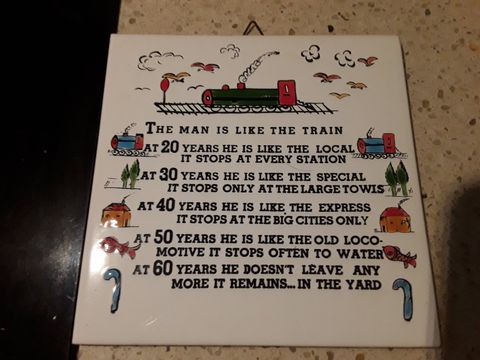 THE MAN IS LIKE THE TRAIN
AT 20 YEARS HE IS LIKE THE LOCAL
IT STOPS AT EVERY STATION
AT 30 YEARS HE IS LIKE THE SPECIAL
IT STOPS ONLY AT THE LARGE TOWIS
AT 40 YEARS HE IS LIKE THE EXPRESS
IT STOPS AT THE BIG CITIES ONLY
AT 50 YEARS HE IS LIKE THE OLD LOCO-
MOTIVE IT STOPS OFTEN TO WATER
AT 60 YEARS HE DOESN'T LEAVE ANY
MORE IT REMAINS... IN THE YARD